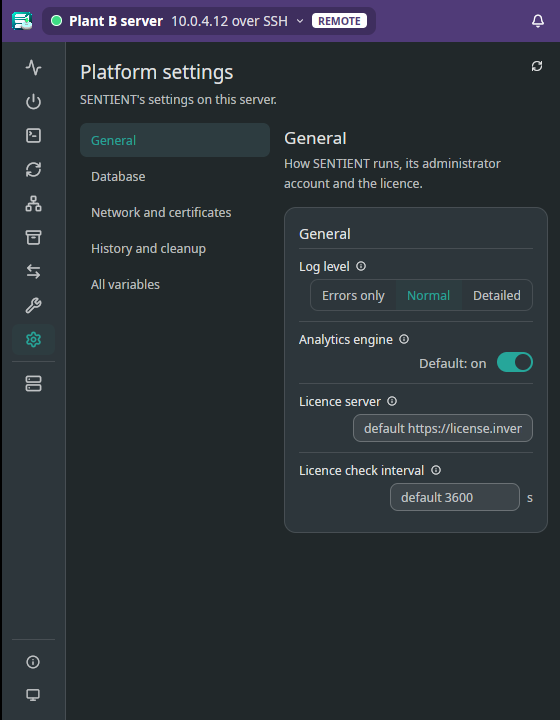 Plant B server 10.0.4.12 over SSH REMOTE
Platform settings
SENTIENT's settings on this server.
General
Database
Network and certificates
History and cleanup
All variables
General
How SENTIENT runs, its administrator
account and the licence.
General
Log level
Errors only Normal Detailed
Analytics engine
Default: on
Licence server
default https://license.inver
Licence check interval
default 3600 s